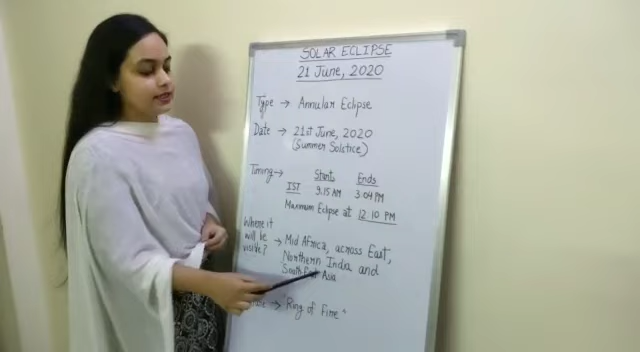 SOLAR ECLIPSE
21 June, 2020
Type → Annular Eclipse
Date → 21st June, 2020
(Summer Solstice)
Timing → Start Ends
IST 9.15 AM 3:04 PM
Maximum Eclipse at 12.10 PM
Where it
will be
visible? → Mid Africa, across East,
Northern India and
South East Asia
→ "Ring of Fire"